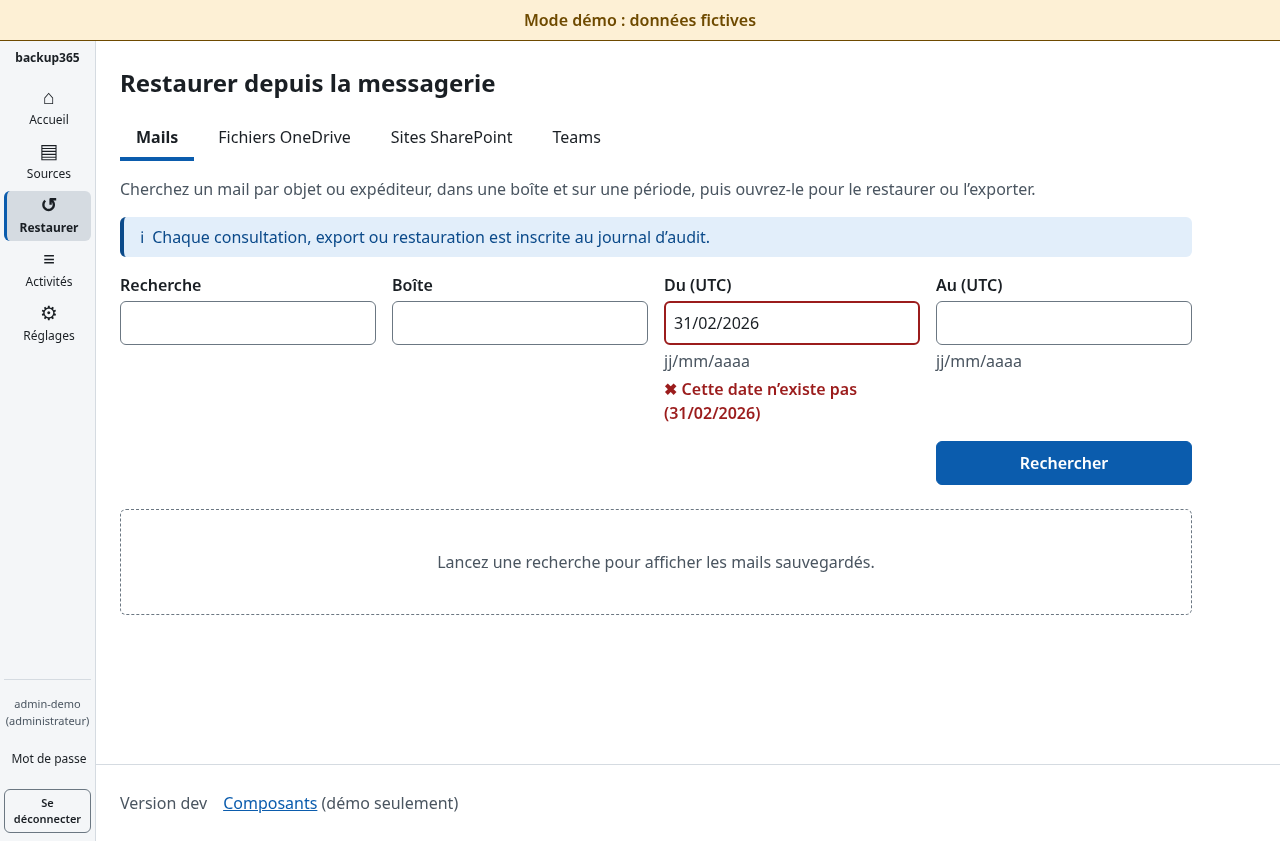 Mode démo : données fictives
backup365
Accueil
Sources
Restaurer
Activités
Réglages
admin-demo
(administrateur)
Mot de passe
Se
déconnecter
Restaurer depuis la messagerie
Mails Fichiers OneDrive Sites SharePoint Teams
Cherchez un mail par objet ou expéditeur, dans une boîte et sur une période, puis ouvrez-le pour le restaurer ou l’exporter.
i Chaque consultation, export ou restauration est inscrite au journal d’audit.
Recherche Boîte Du (UTC) Au (UTC)
31/02/2026
jj/mm/aaaa jj/mm/aaaa
✖ Cette date n’existe pas
(31/02/2026)
Rechercher
Lancez une recherche pour afficher les mails sauvegardés.
Version dev Composants (démo seulement)